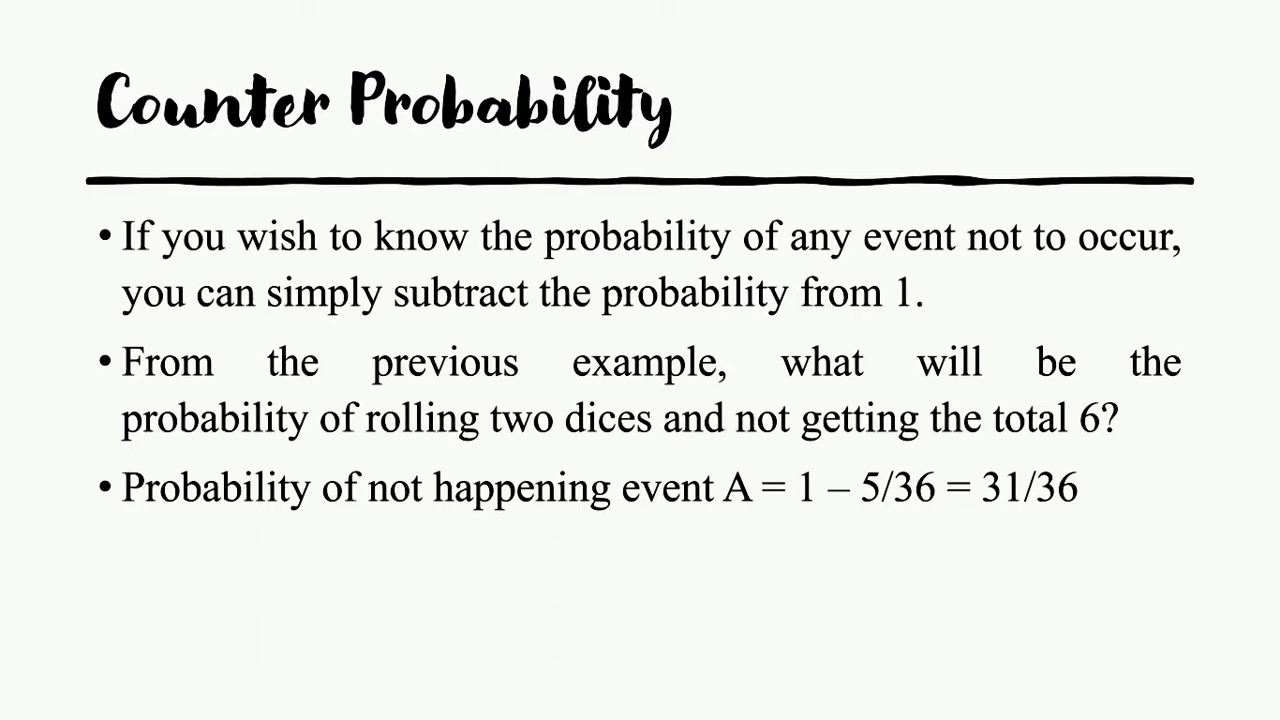 Counter Probability
• If you wish to know the probability of any event not to occur,
you can simply subtract the probability from 1.
• From the previous example, what will be the
probability of rolling two dices and not getting the total 6?
• Probability of not happening event A = 1 – 5/36 = 31/36